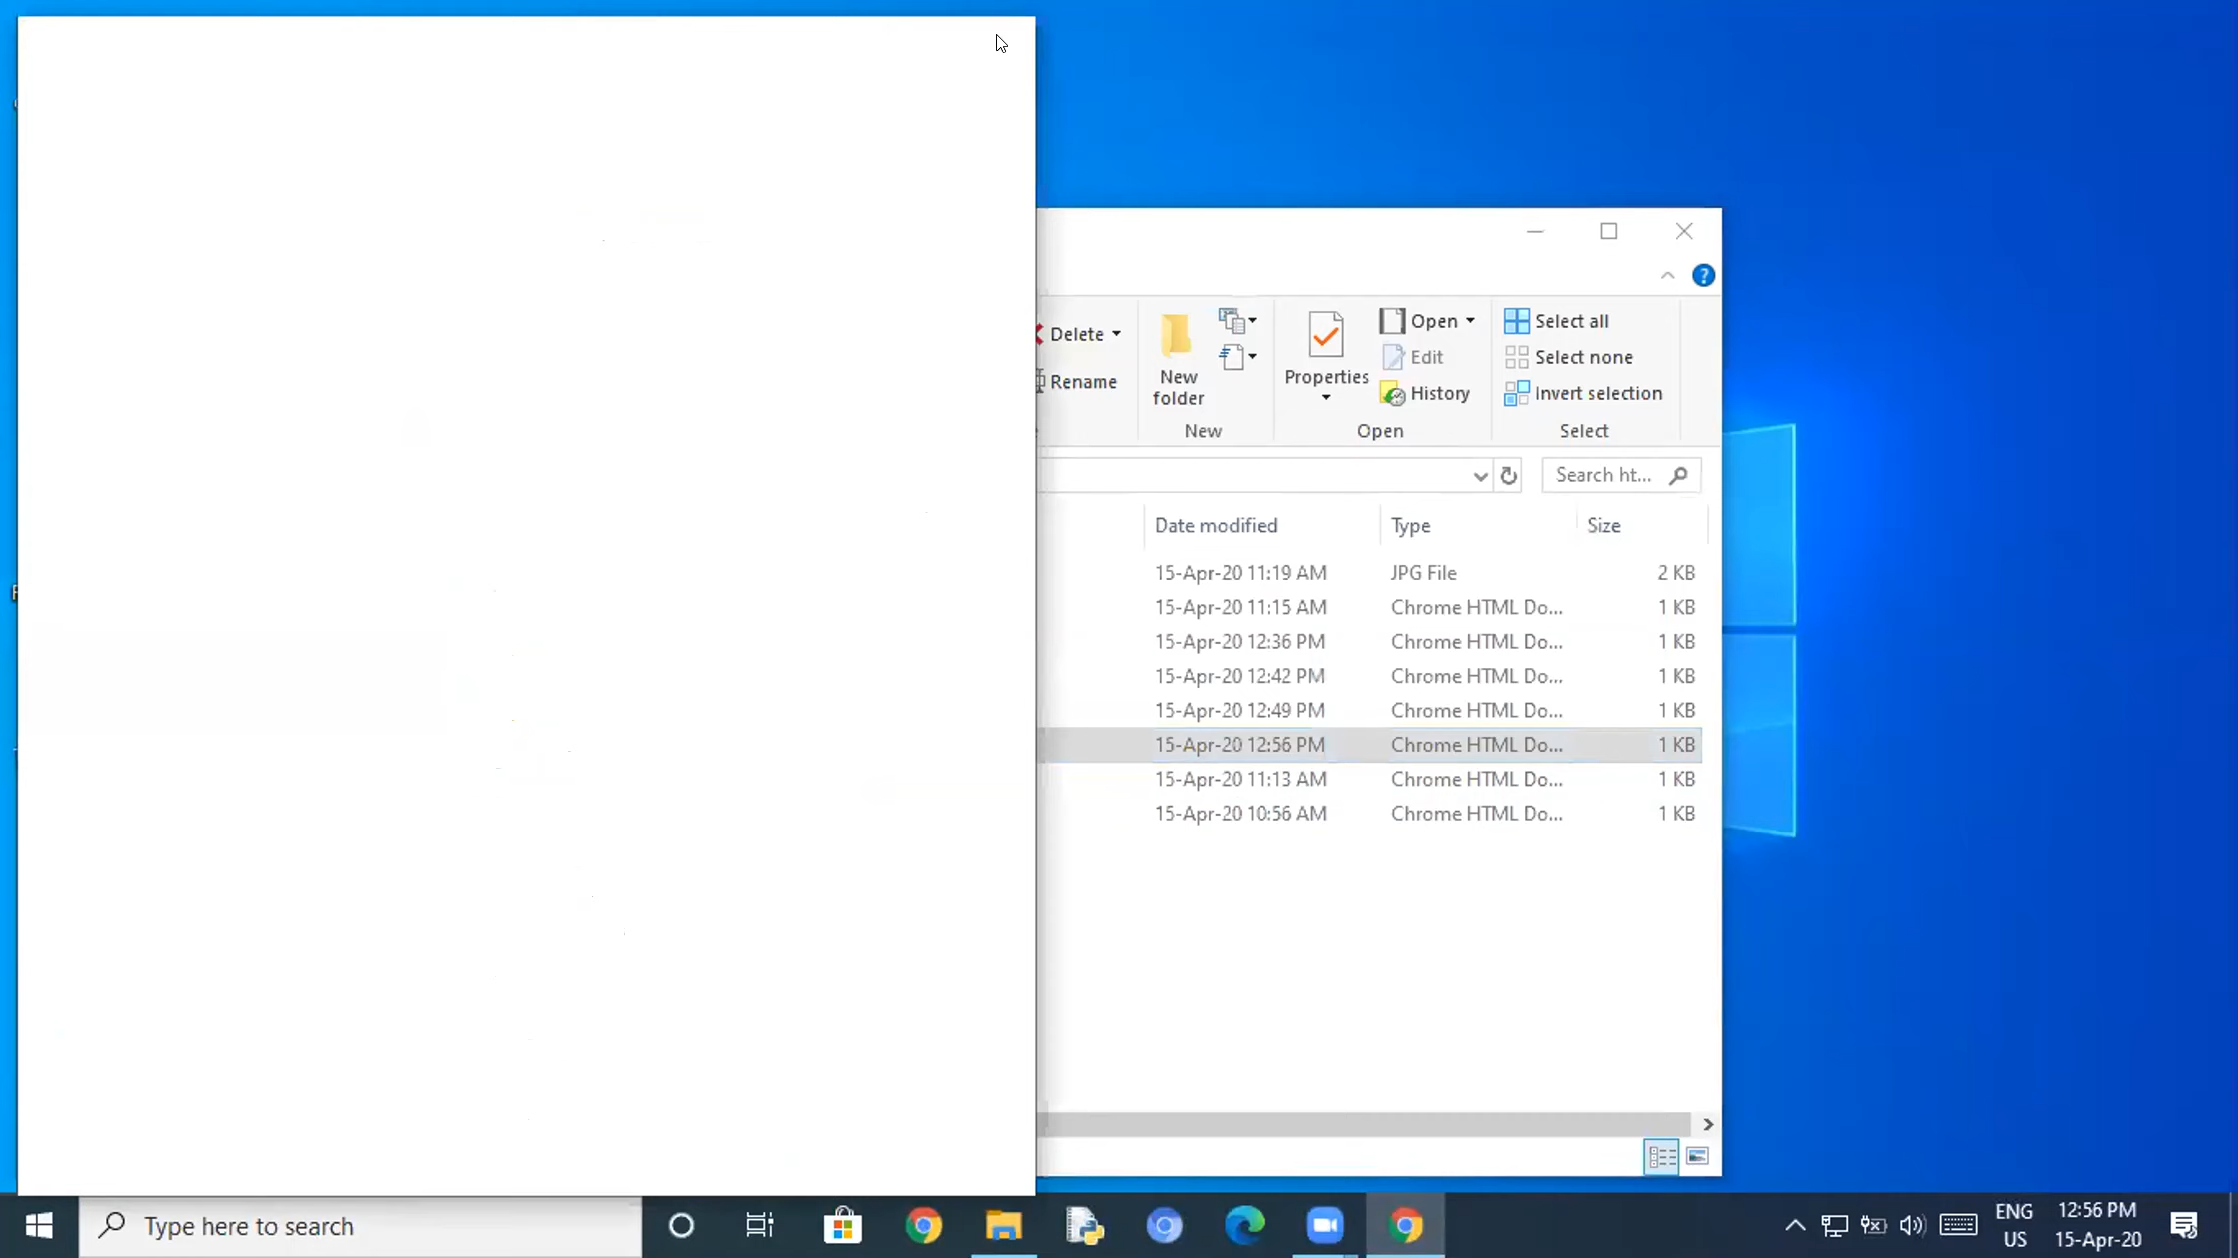 Delete
Rename
New
folder
New
Properties
Open
Edit
History
Open
Select all
Select none
Invert selection
Select
Search ht...
Date modified Type Size
15-Apr-20 11:19 AM JPG File 2 KB
15-Apr-20 11:15 AM Chrome HTML Do... 1 KB
15-Apr-20 12:36 PM Chrome HTML Do... 1 KB
15-Apr-20 12:42 PM Chrome HTML Do... 1 KB
15-Apr-20 12:49 PM Chrome HTML Do... 1 KB
15-Apr-20 12:56 PM Chrome HTML Do... 1 KB
15-Apr-20 11:13 AM Chrome HTML Do... 1 KB
15-Apr-20 10:56 AM Chrome HTML Do... 1 KB
Type here to search
ENG
US
12:56 PM
15-Apr-20